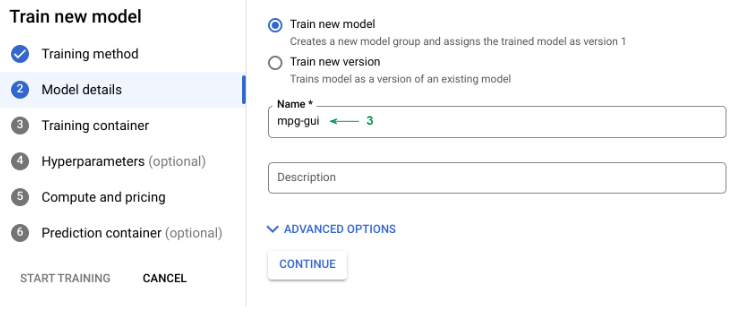 Train new model
Training method
2 Model details
3 Training container
4 Hyperparameters (optional)
5 Compute and pricing
6 Prediction container (optional)
START TRAINING CANCEL
Train new model
Creates a new model group and assigns the trained model as version 1
Train new version
Trains model as a version of an existing model
Name *
mpg-gui 3
Description
ADVANCED OPTIONS
CONTINUE